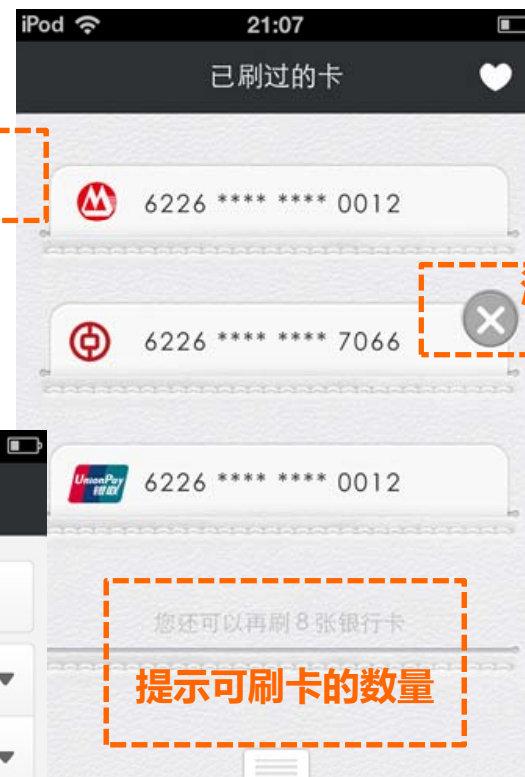 iPod 21:07
已刷过的卡
6226 **** **** 0012
6226 **** **** 7066
UnionPay
银联
6226 **** **** 0012
您还可以再刷8张银行卡
提示可刷卡的数量